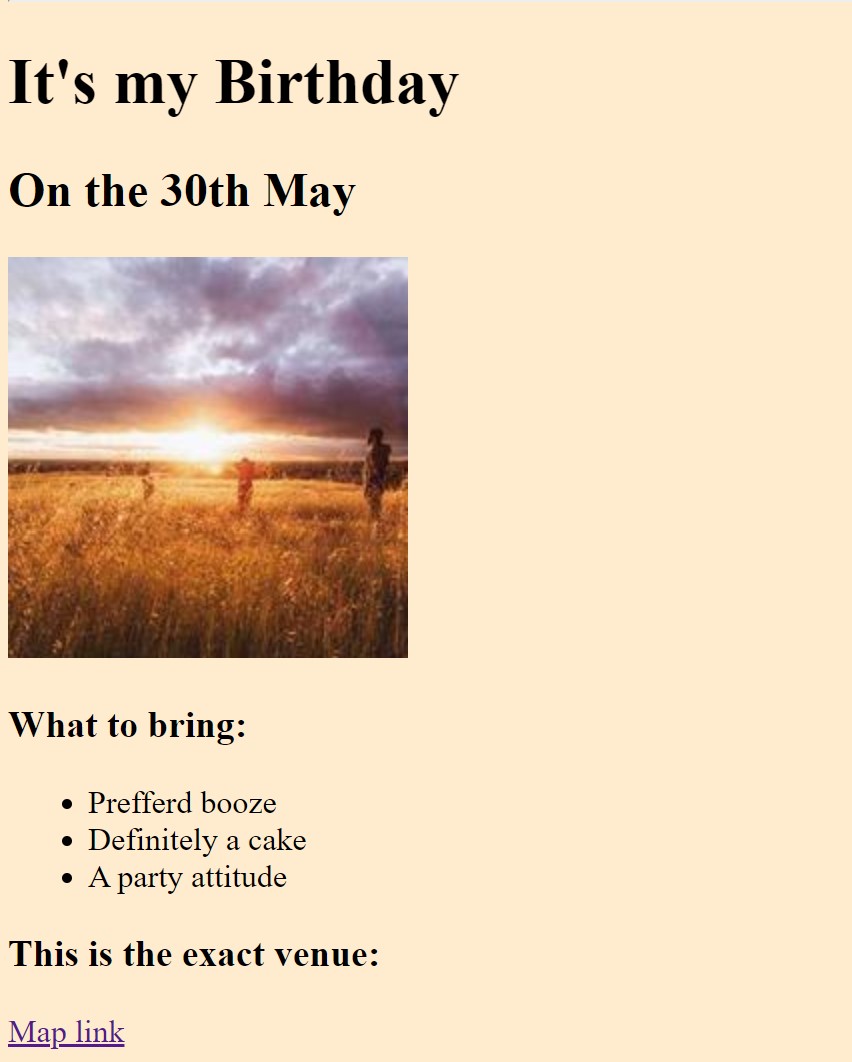 It's my Birthday
On the 30th May
What to bring:
Prefferd booze
Definitely a cake
A party attitude
This is the exact venue:
Map link